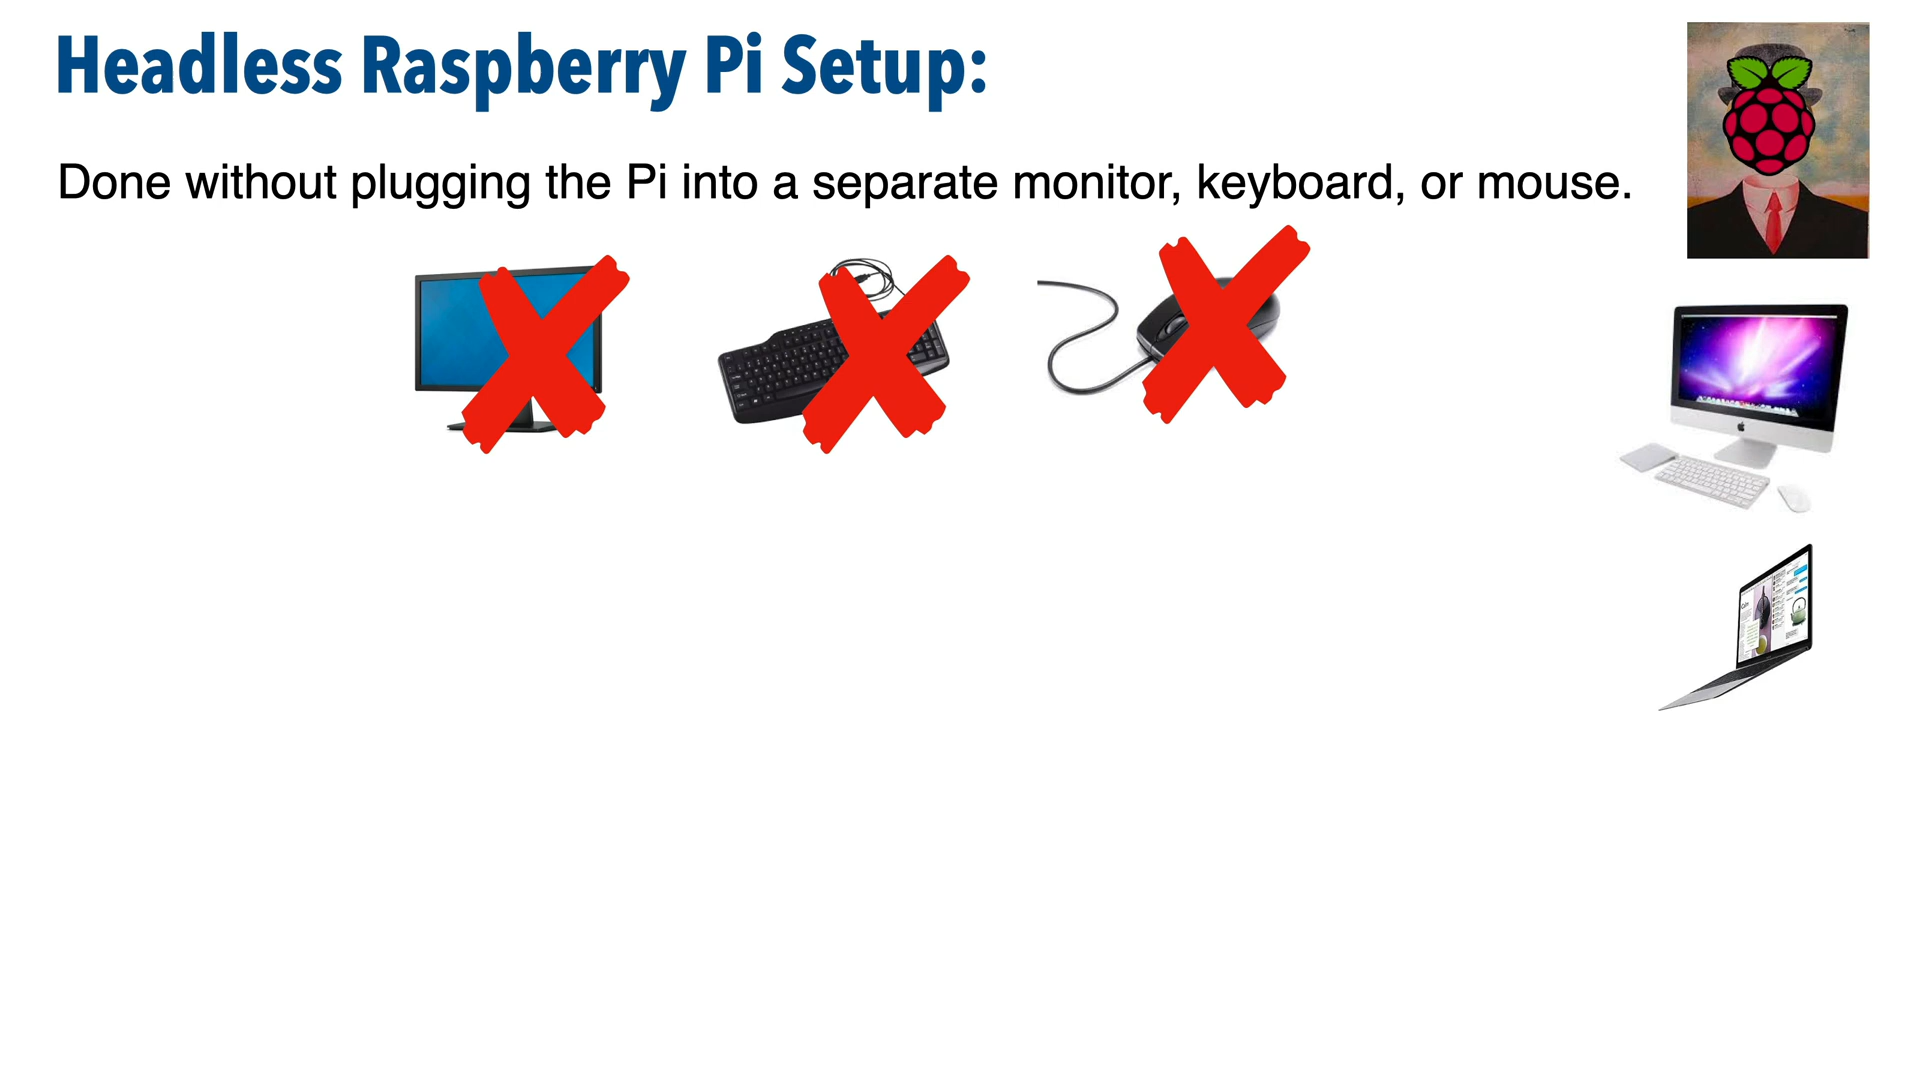 Headless Raspberry Pi Setup:
Done without plugging the Pi into a separate monitor, keyboard, or mouse.